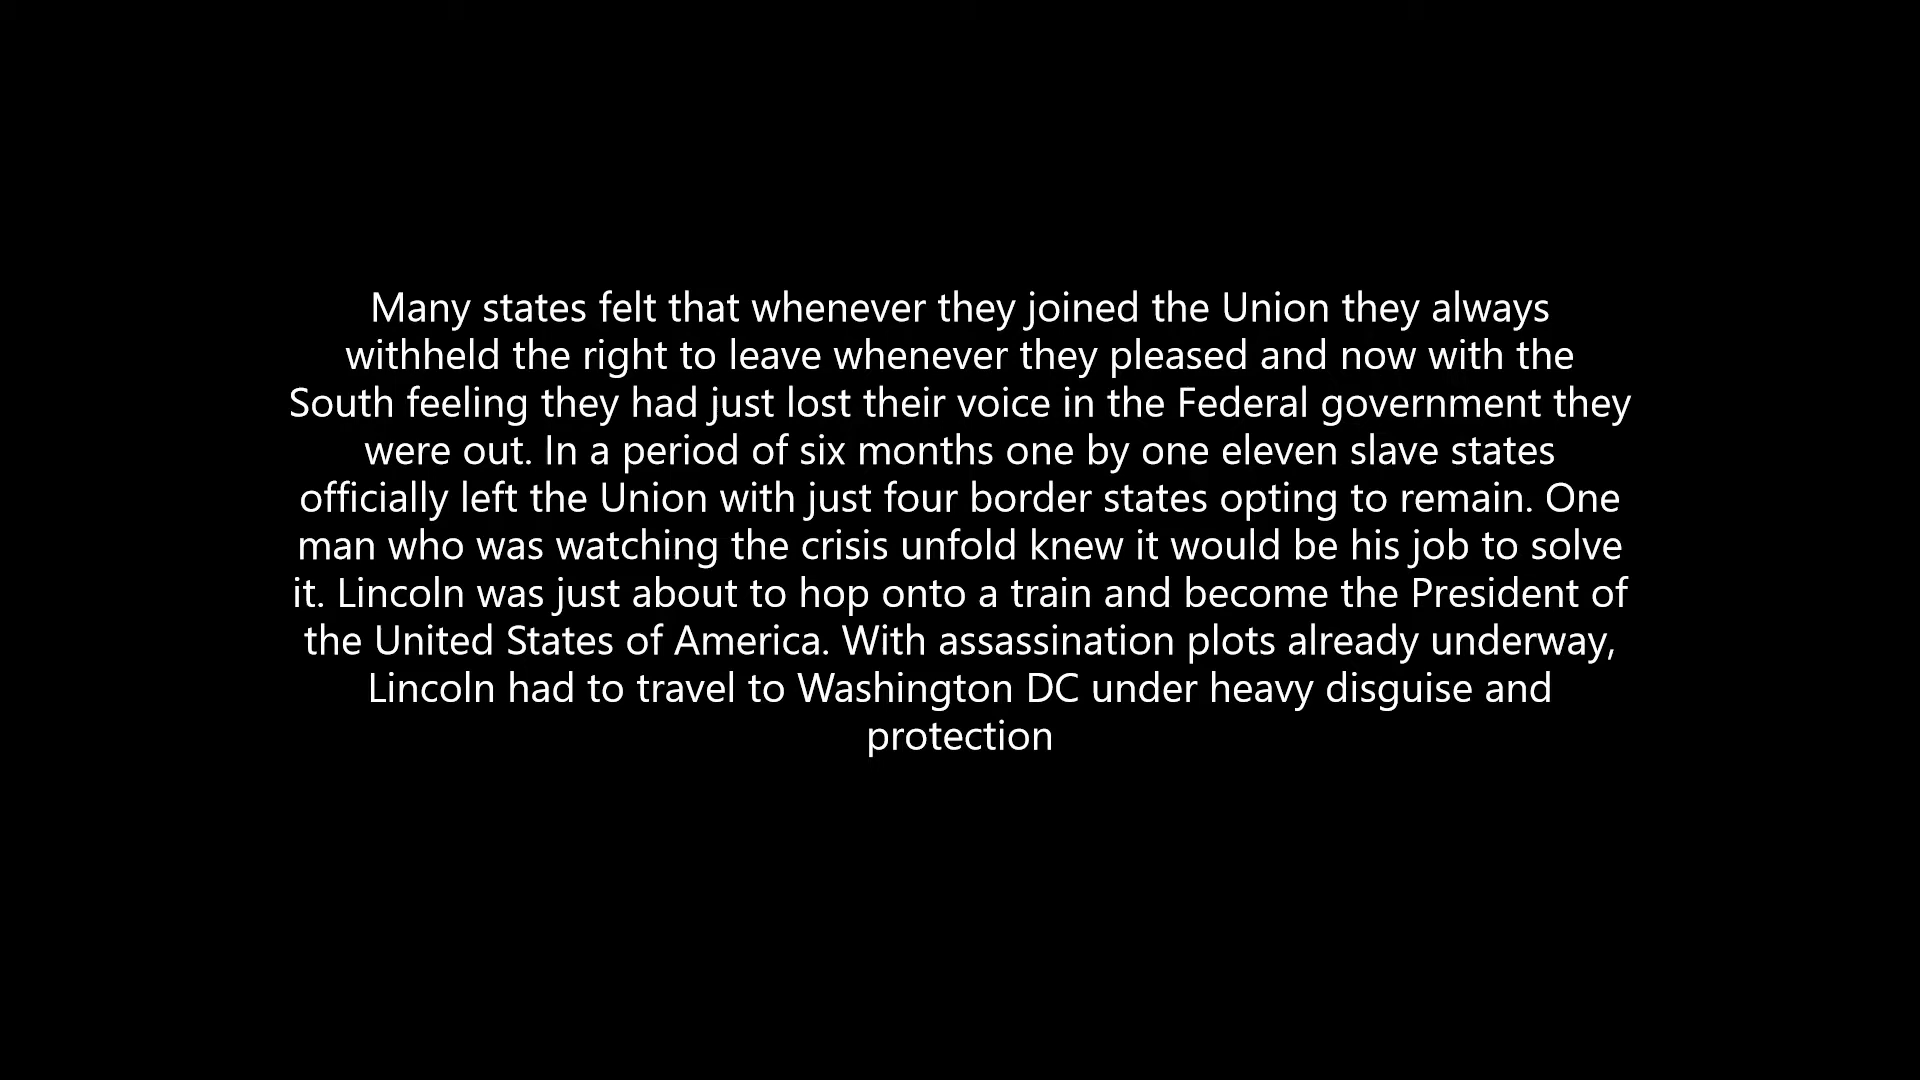 Many states felt that whenever they joined the Union they always
withheld the right to leave whenever they pleased and now with the
South feeling they had just lost their voice in the Federal government they
were out. In a period of six months one by one eleven slave states
officially left the Union with just four border states opting to remain. One
man who was watching the crisis unfold knew it would be his job to solve
it. Lincoln was just about to hop onto a train and become the President of
the United States of America. With assassination plots already underway,
Lincoln had to travel to Washington DC under heavy disguise and
protection